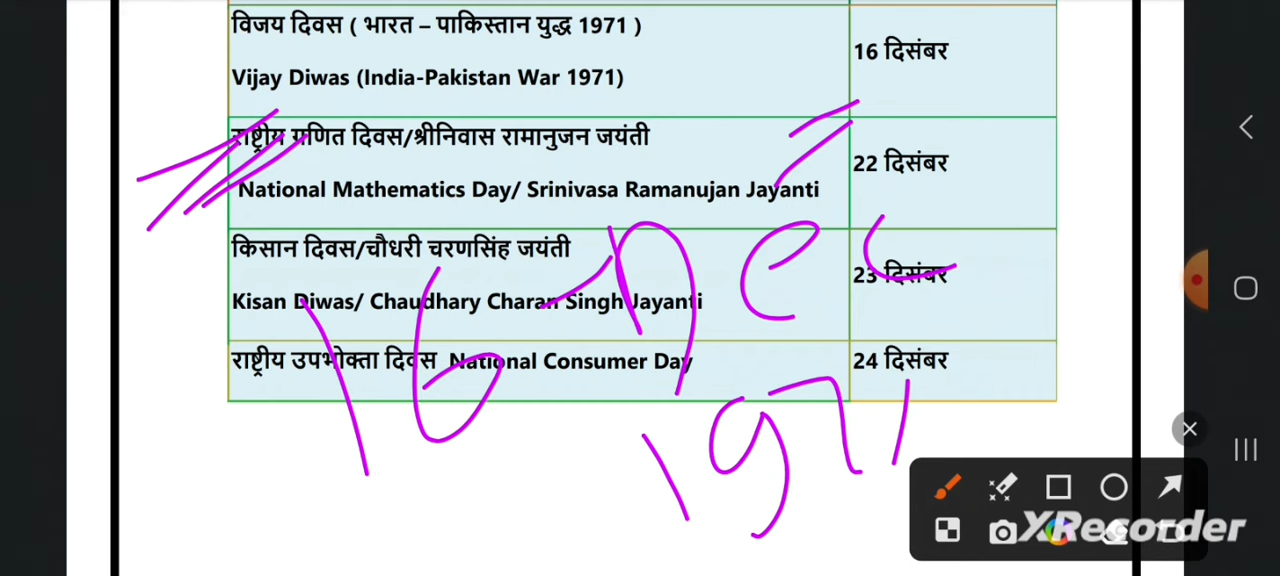 विजय दिवस ( भारत – पाकिस्तान युद्ध 1971 )
Vijay Diwas (India-Pakistan War 1971)
16 दिसंबर
राष्ट्रीय गणित दिवस/श्रीनिवास रामानुजन जयंती
National Mathematics Day/ Srinivasa Ramanujan Jayanti
22 दिसंबर
किसान दिवस/चौधरी चरणसिंह जयंती
Kisan Diwas/ Chaudhary Charan Singh Jayanti
23 दिसंबर
राष्ट्रीय उपभोक्ता दिवस National Consumer Day
24 दिसंबर
16 - Dec
1971
XRecorder